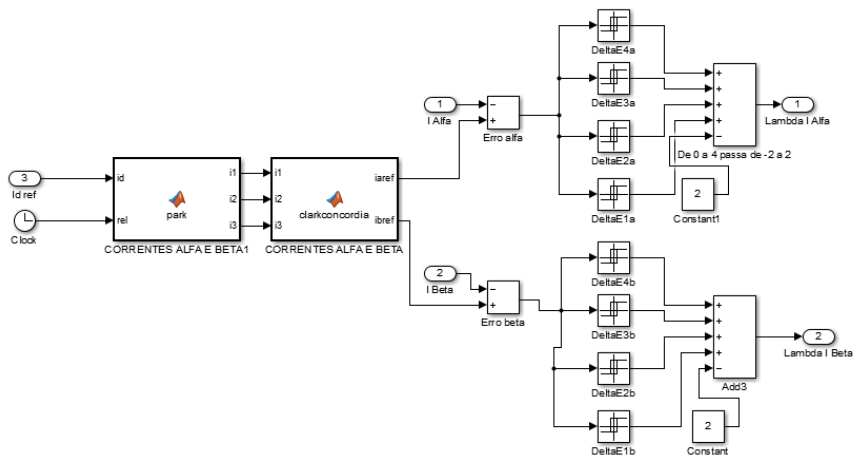 3
Id ref
Clock
id
rel
park
i1
i2
i3
CORRENTES ALFA E BETA1
i1
i2
i3
clarkconcordia
iaref
ibref
CORRENTES ALFA E BETA
1
I Alfa
−
+
Erro alfa
DeltaE4a
DeltaE3a
DeltaE2a
DeltaE1a
+
+
+
+
−
De 0 a 4 passa de -2 a 2
2
Constant1
1
Lambda I Alfa
2
I Beta
−
+
Erro beta
DeltaE4b
DeltaE3b
DeltaE2b
DeltaE1b
+
+
+
+
−
Add3
2
Constant
2
Lambda I Beta